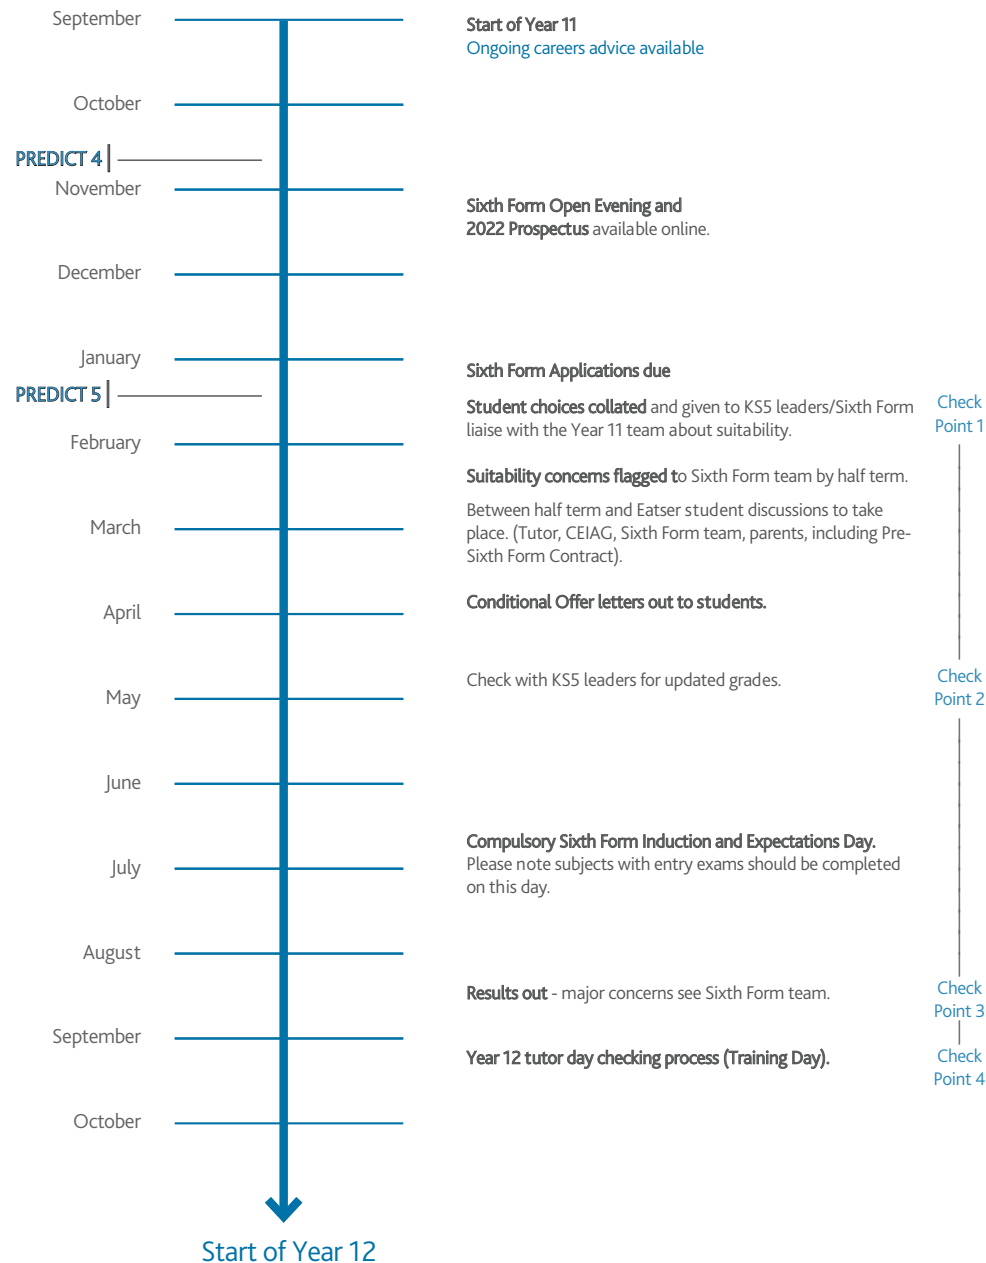 September
Start of Year 11
Ongoing careers advice available
October
PREDICT 4
November
Sixth Form Open Evening and
2022 Prospectus available online.
December
January
Sixth Form Applications due
PREDICT 5
Student choices collated and given to KS5 leaders/Sixth Form
liaise with the Year 11 team about suitability.
Check
Point 1
February
Suitability concerns flagged to Sixth Form team by half term.
Between half term and Eatser student discussions to take
place. (Tutor, CEIAG, Sixth Form team, parents, including Pre-
Sixth Form Contract).
March
Conditional Offer letters out to students.
April
Check with KS5 leaders for updated grades.
Check
Point 2
May
June
Compulsory Sixth Form Induction and Expectations Day.
Please note subjects with entry exams should be completed
on this day.
July
August
Results out - major concerns see Sixth Form team.
Check
Point 3
September
Year 12 tutor day checking process (Training Day).
Check
Point 4
October
Start of Year 12